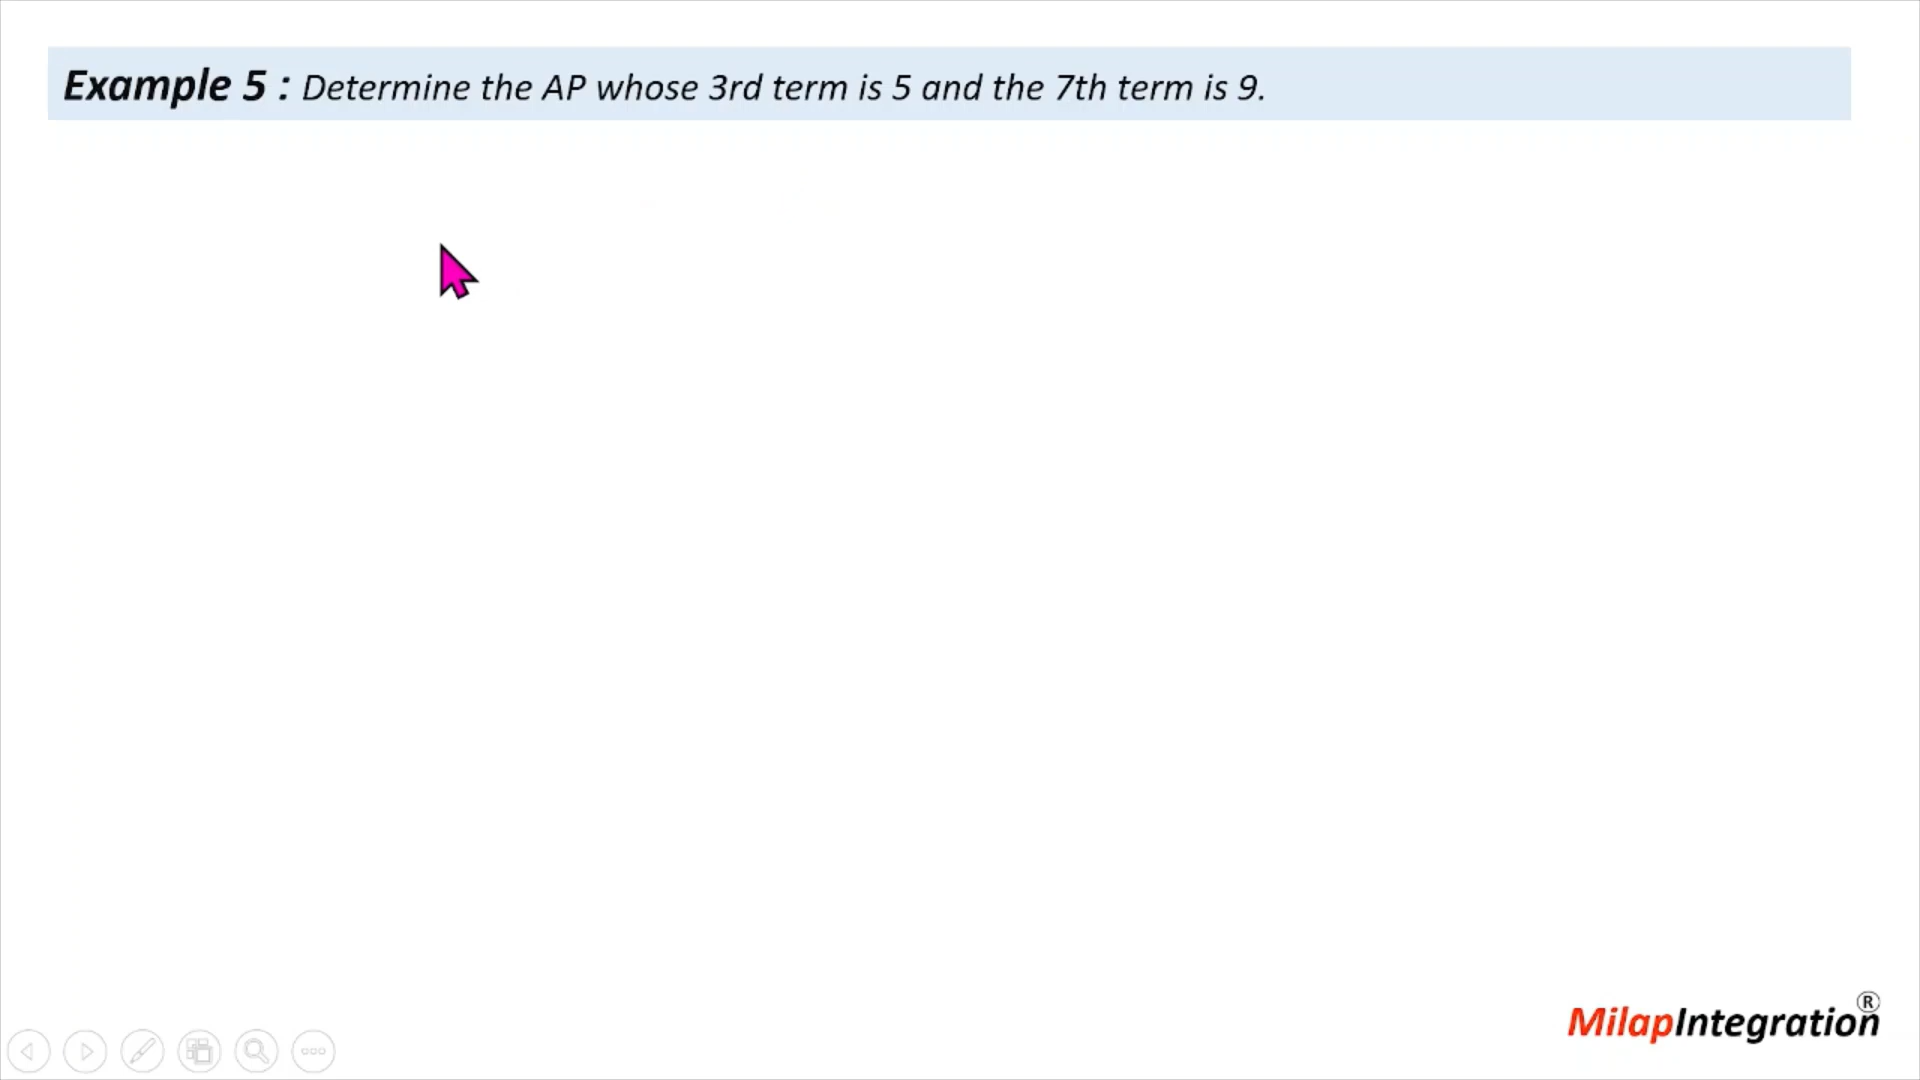 Example 5 : Determine the AP whose 3rd term is 5 and the 7th term is 9.
MilapIntegration®